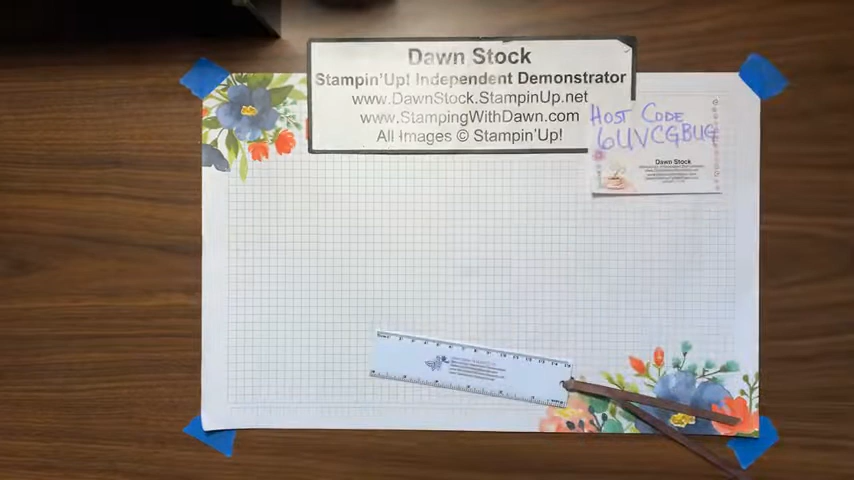 Dawn Stock
Stampin'Up! Independent Demonstrator
www.DawnStock.StampinUp.net
www.StampingWithDawn.com
All Images © Stampin'Up!
HOST CODE
6UVCGBUG
Dawn Stock